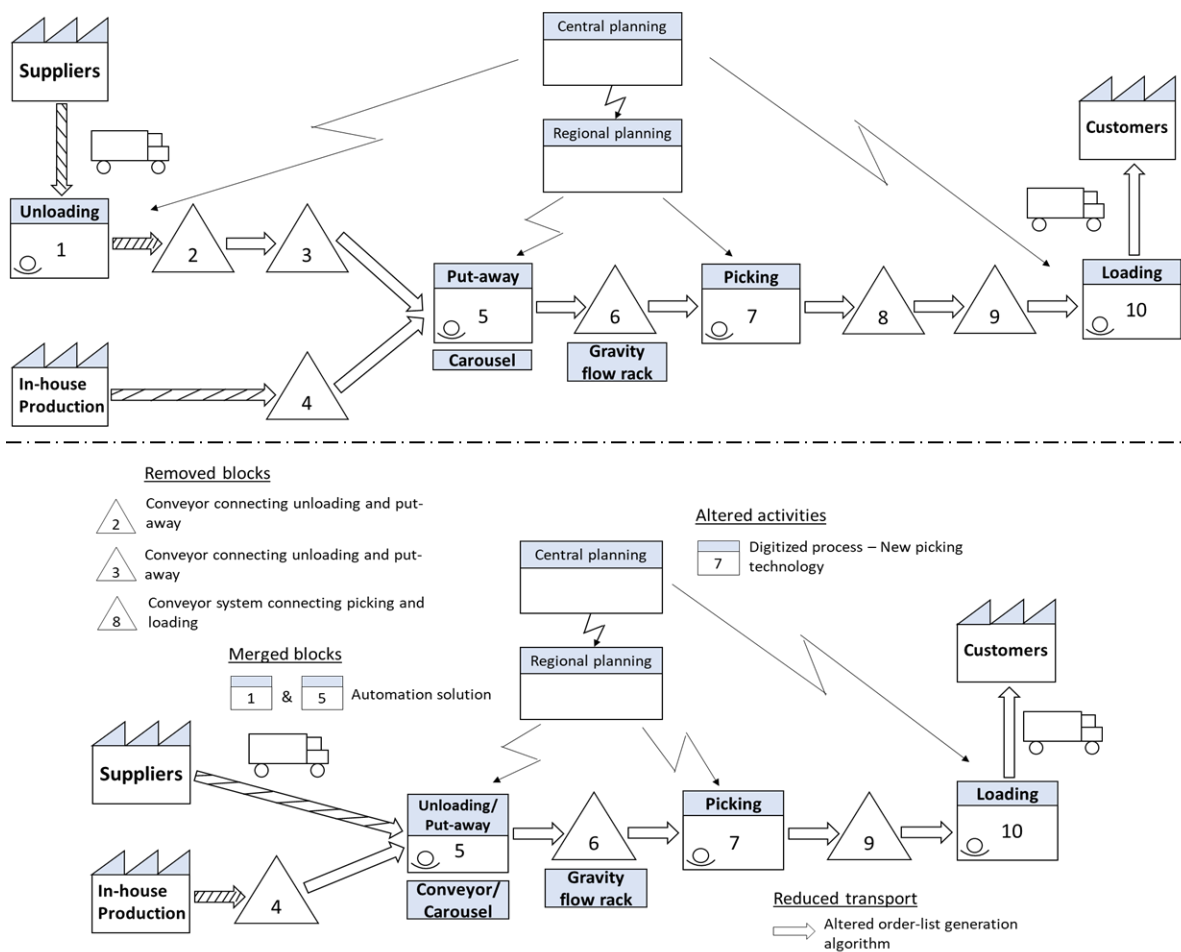 Central planning
Suppliers
Regional planning
Customers
Unloading
1
2
3
Put-away
5
6
Picking
7
8
9
Loading
10
Carousel
Gravity
flow rack
In-house
Production
4
Removed blocks
2
Conveyor connecting unloading and put-
away
3
Conveyor connecting unloading and put-
away
8
Conveyor system connecting picking and
loading
Merged blocks
1 & 5 Automation solution
Altered activities
7
Digitized process – New picking
technology
Central planning
Regional planning
Customers
Suppliers
Unloading/
Put-away
5
6
Picking
7
9
Loading
10
Conveyor/
Carousel
Gravity
flow rack
In-house
Production
4
Reduced transport
Altered order-list generation
algorithm